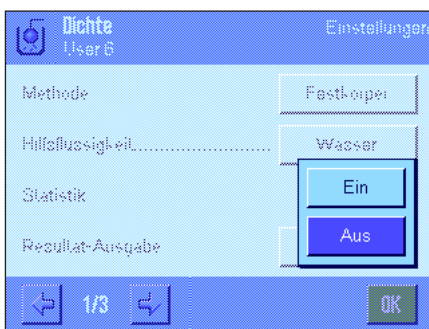 Dichte
User 6
Einstellungen
Methode
Festkörper
Hilfsflüssigkeit......................
Wasser
Statistik
Ein
Aus
Resultat-Ausgabe
1/3
OK